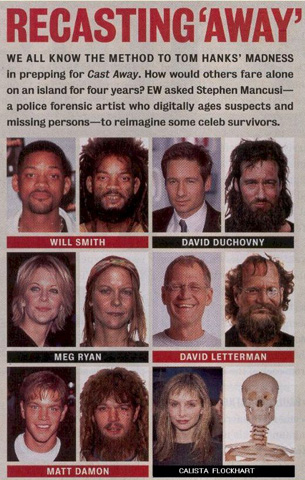 RECASTING 'AWAY'
WE ALL KNOW THE METHOD TO TOM HANKS' MADNESS
in prepping for Cast Away. How would others fare alone
on an island for four years? EW asked Stephen Mancusi—
a police forensic artist who digitally ages suspects and
missing persons—to reimagine some celeb survivors.
WILL SMITH
DAVID DUCHOVNY
MEG RYAN
DAVID LETTERMAN
MATT DAMON
CALISTA FLOCKHART